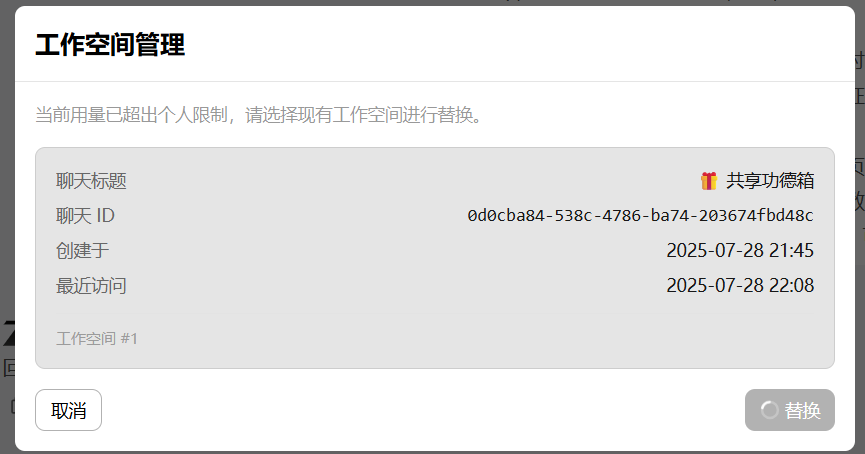 工作空间管理
当前用量已超出个人限制，请选择现有工作空间进行替换。
聊天标题 共享功德箱
聊天 ID 0d0cba84-538c-4786-ba74-203674fbd48c
创建于 2025-07-28 21:45
最近访问 2025-07-28 22:08
工作空间 #1
取消 替换